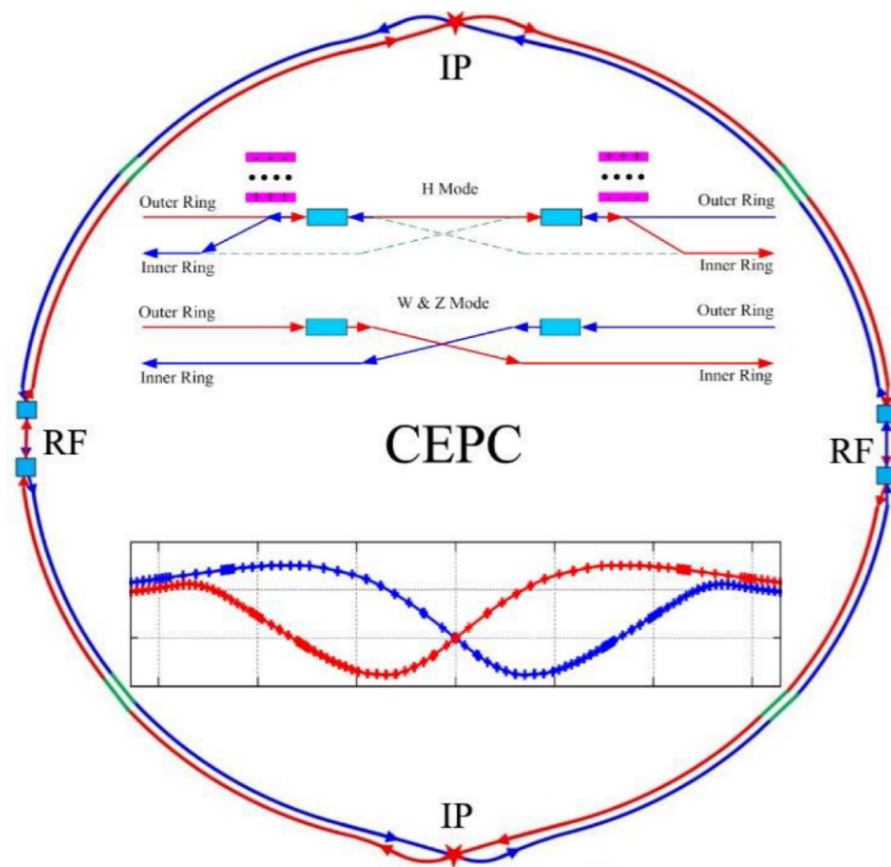 IP
H Mode
Outer Ring
Outer Ring
Inner Ring
Inner Ring
W & Z Mode
Outer Ring
Outer Ring
Inner Ring
Inner Ring
RF
CEPC
RF
IP